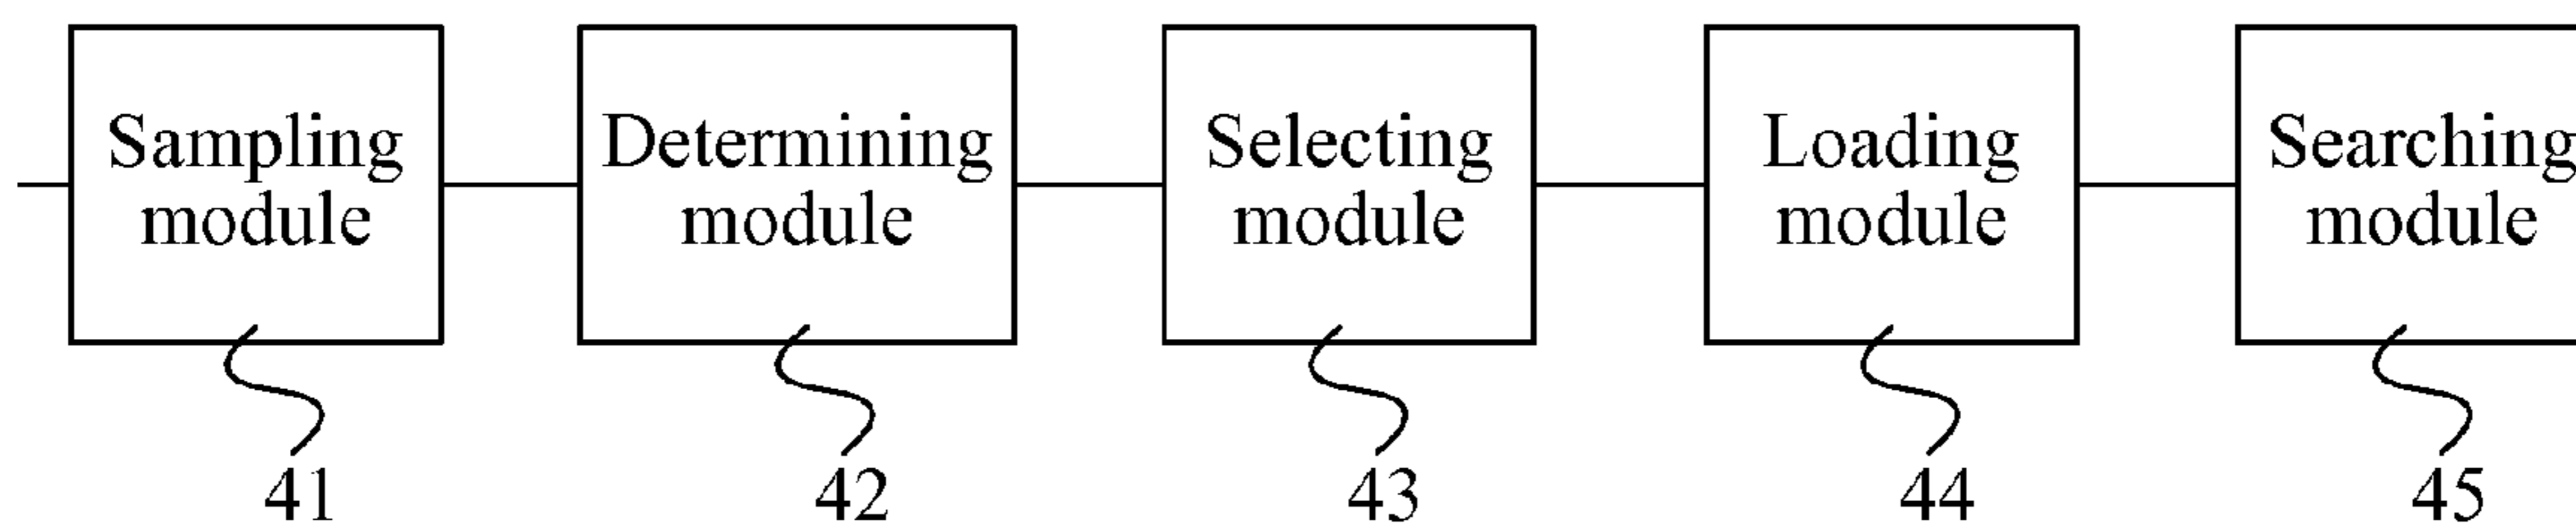 Sampling
module
Determining
module
Selecting
module
Loading
module
Searching
module
41
42
43
44
45